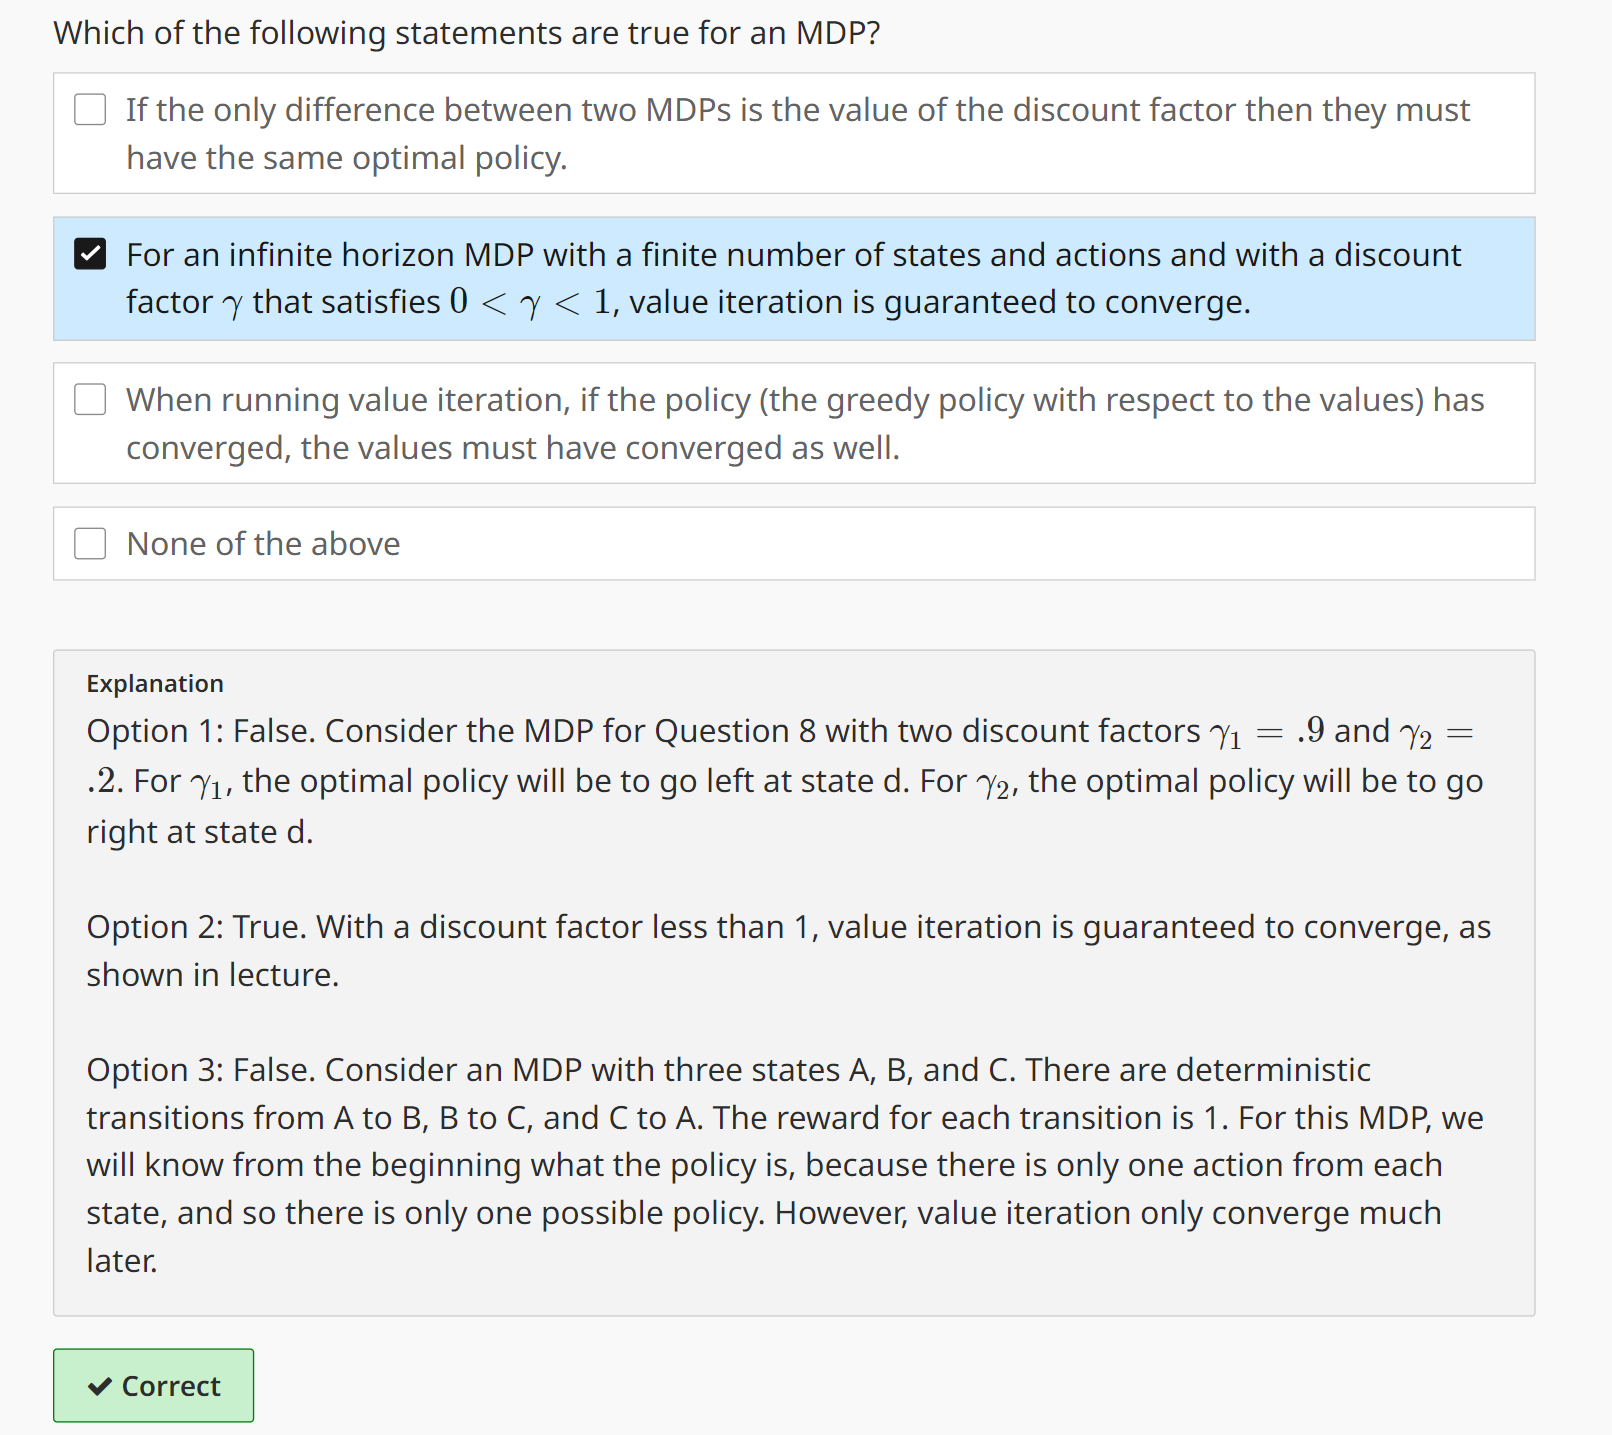 Which of the following statements are true for an MDP?
If the only difference between two MDPs is the value of the discount factor then they must
have the same optimal policy.
For an infinite horizon MDP with a finite number of states and actions and with a discount
factor γ that satisfies 0 < γ < 1, value iteration is guaranteed to converge.
When running value iteration, if the policy (the greedy policy with respect to the values) has
converged, the values must have converged as well.
None of the above
Explanation
Option 1: False. Consider the MDP for Question 8 with two discount factors γ₁ = .9 and γ₂ =
.2. For γ₁, the optimal policy will be to go left at state d. For γ₂, the optimal policy will be to go
right at state d.
Option 2: True. With a discount factor less than 1, value iteration is guaranteed to converge, as
shown in lecture.
Option 3: False. Consider an MDP with three states A, B, and C. There are deterministic
transitions from A to B, B to C, and C to A. The reward for each transition is 1. For this MDP, we
will know from the beginning what the policy is, because there is only one action from each
state, and so there is only one possible policy. However, value iteration only converge much
later.
✔ Correct